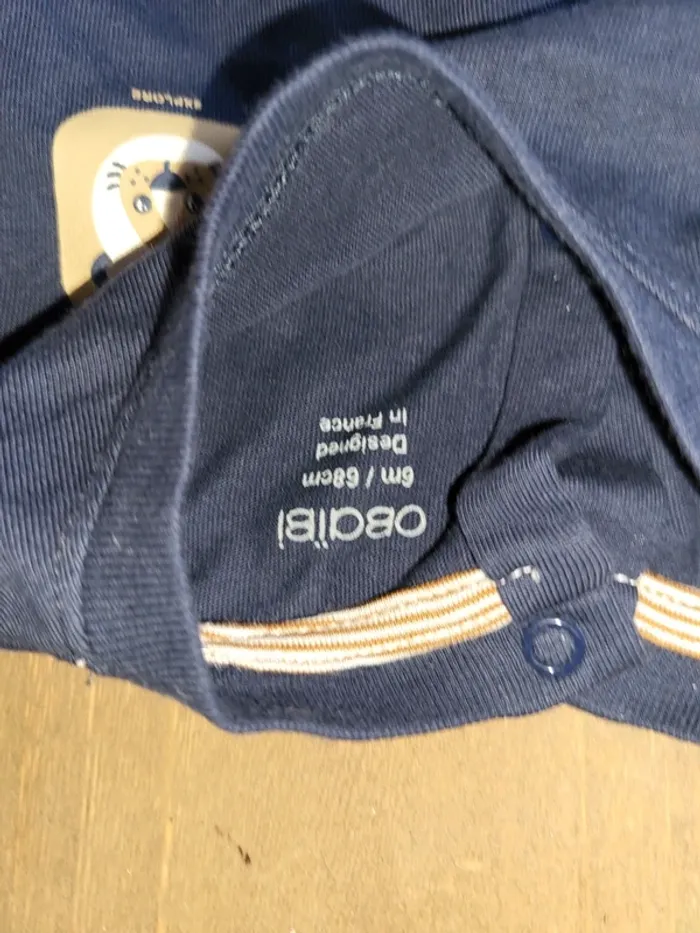 OBAÏBI
6m / 68cm
Designed
in France
EXPLORE